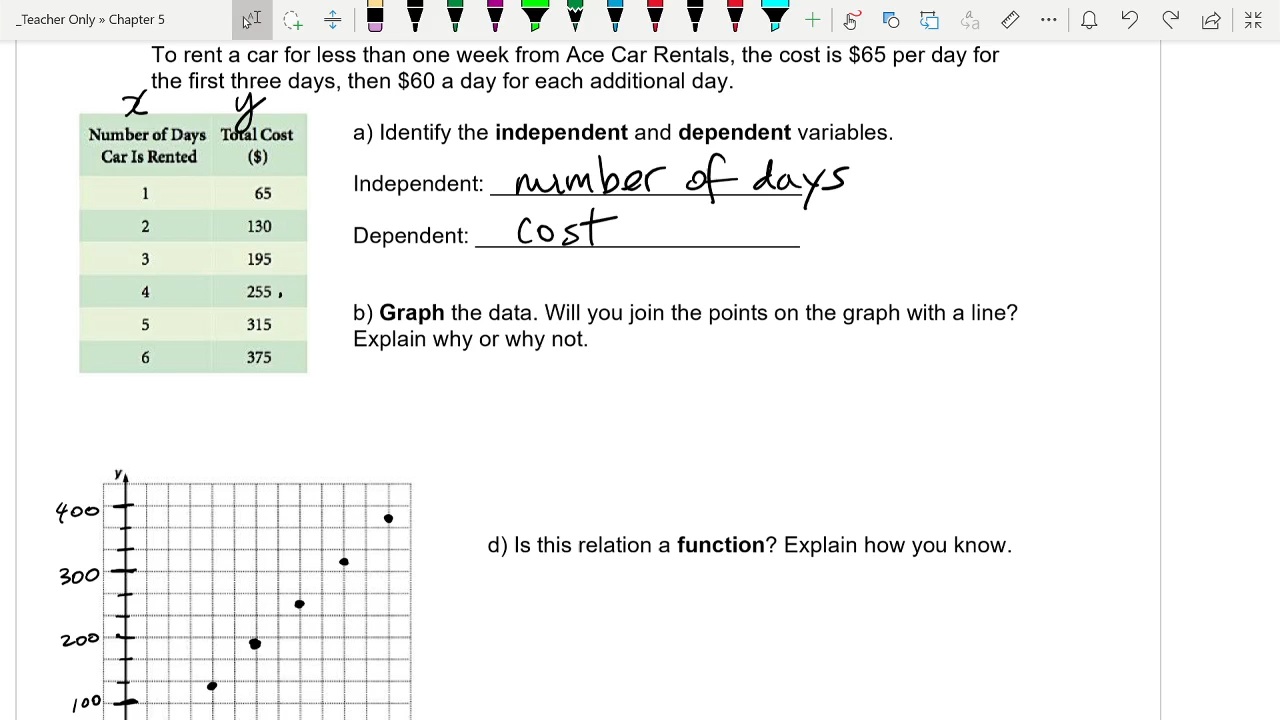 _Teacher Only » Chapter 5
To rent a car for less than one week from Ace Car Rentals, the cost is $65 per day for
the first three days, then $60 a day for each additional day.
x y
Number of Days Total Cost
Car Is Rented ($)
1 65
2 130
3 195
4 255
5 315
6 375
a) Identify the independent and dependent variables.
Independent: number of days
Dependent: cost
b) Graph the data. Will you join the points on the graph with a line?
Explain why or why not.
y
400
300
200
100
d) Is this relation a function? Explain how you know.